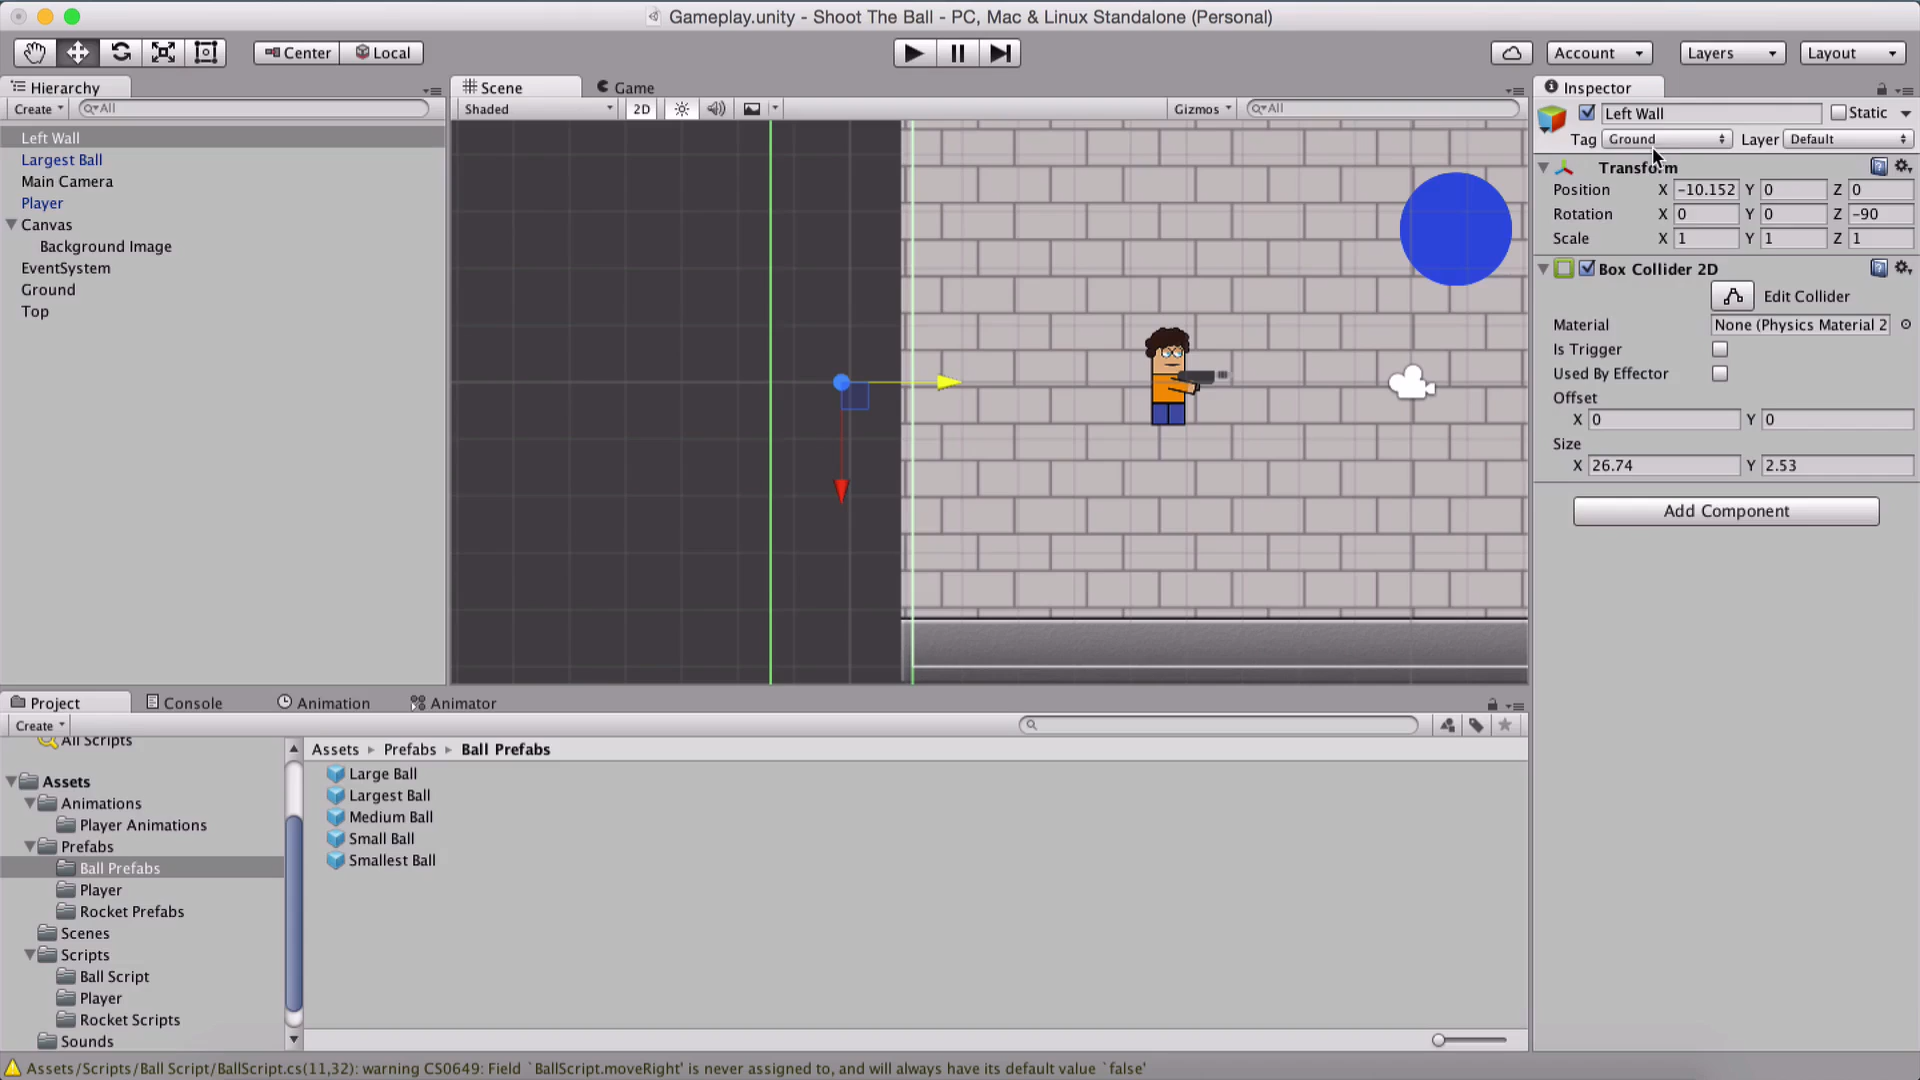 Gameplay.unity - Shoot The Ball - PC, Mac & Linux Standalone (Personal)
Center Local Account Layers Layout
Hierarchy
Create All
Left Wall
Largest Ball
Main Camera
Player
Canvas
Background Image
EventSystem
Ground
Top
Scene Game
Shaded 2D Gizmos All
Inspector
Left Wall Static
Tag Ground Layer Default
Transform
Position X -10.152 Y 0 Z 0
Rotation X 0 Y 0 Z -90
Scale X 1 Y 1 Z 1
Box Collider 2D
Edit Collider
Material None (Physics Material 2
Is Trigger
Used By Effector
Offset
X 0 Y 0
Size
X 26.74 Y 2.53
Add Component
Project Console Animation Animator
Create
All Scripts
Assets
Animations
Player Animations
Prefabs
Ball Prefabs
Player
Rocket Prefabs
Scenes
Scripts
Ball Script
Player
Rocket Scripts
Sounds
Assets Prefabs Ball Prefabs
Large Ball
Largest Ball
Medium Ball
Small Ball
Smallest Ball
Assets/Scripts/Ball Script/BallScript.cs(11,32): warning CS0649: Field `BallScript.moveRight' is never assigned to, and will always have its default value `false'